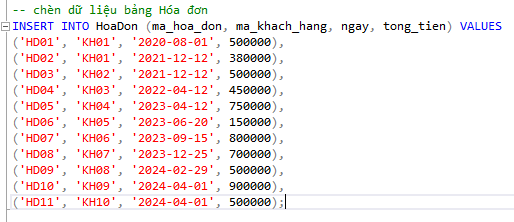 -- chèn dữ liệu bảng Hóa đơn
INSERT INTO HoaDon (ma_hoa_don, ma_khach_hang, ngay, tong_tien) VALUES
('HD01', 'KH01', '2020-08-01', 500000),
('HD02', 'KH01', '2021-12-12', 380000),
('HD03', 'KH02', '2021-12-12', 500000),
('HD04', 'KH03', '2022-04-12', 450000),
('HD05', 'KH04', '2023-04-12', 750000),
('HD06', 'KH05', '2023-06-20', 150000),
('HD07', 'KH06', '2023-09-15', 800000),
('HD08', 'KH07', '2023-12-25', 700000),
('HD09', 'KH08', '2024-02-29', 500000),
('HD10', 'KH09', '2024-04-01', 900000),
('HD11', 'KH10', '2024-04-01', 500000);